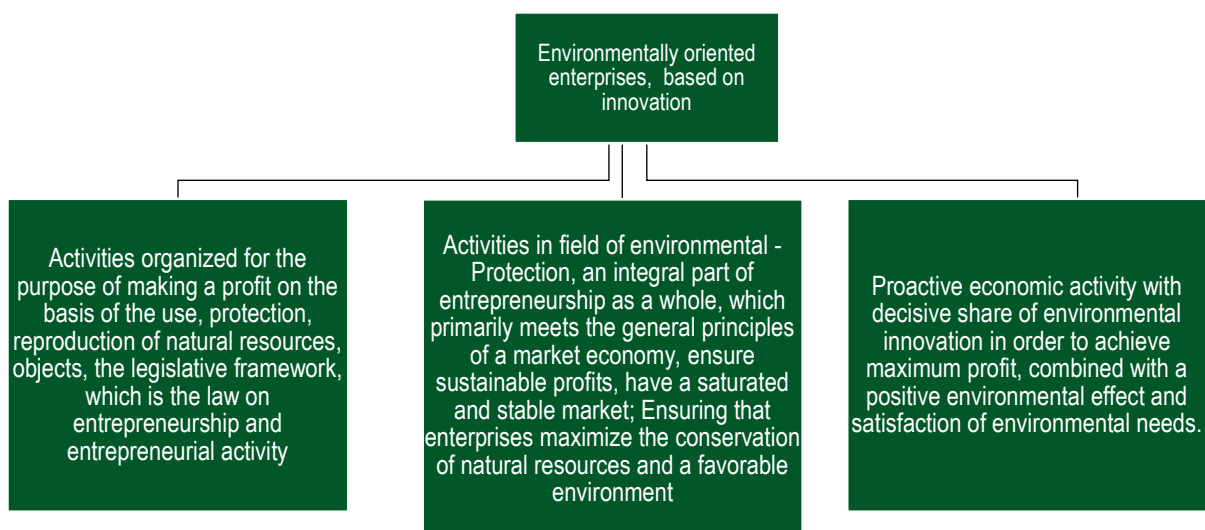 Environmentally oriented
enterprises, based on
innovation
Activities organized for the
purpose of making a profit on the
basis of the use, protection,
reproduction of natural resources,
objects, the legislative framework,
which is the law on
entrepreneurship and
entrepreneurial activity
Activities in field of environmental -
Protection, an integral part of
entrepreneurship as a whole, which
primarily meets the general principles
of a market economy, ensure
sustainable profits, have a saturated
and stable market; Ensuring that
enterprises maximize the conservation
of natural resources and a favorable
environment
Proactive economic activity with
decisive share of environmental
innovation in order to achieve
maximum profit, combined with a
positive environmental effect and
satisfaction of environmental needs.